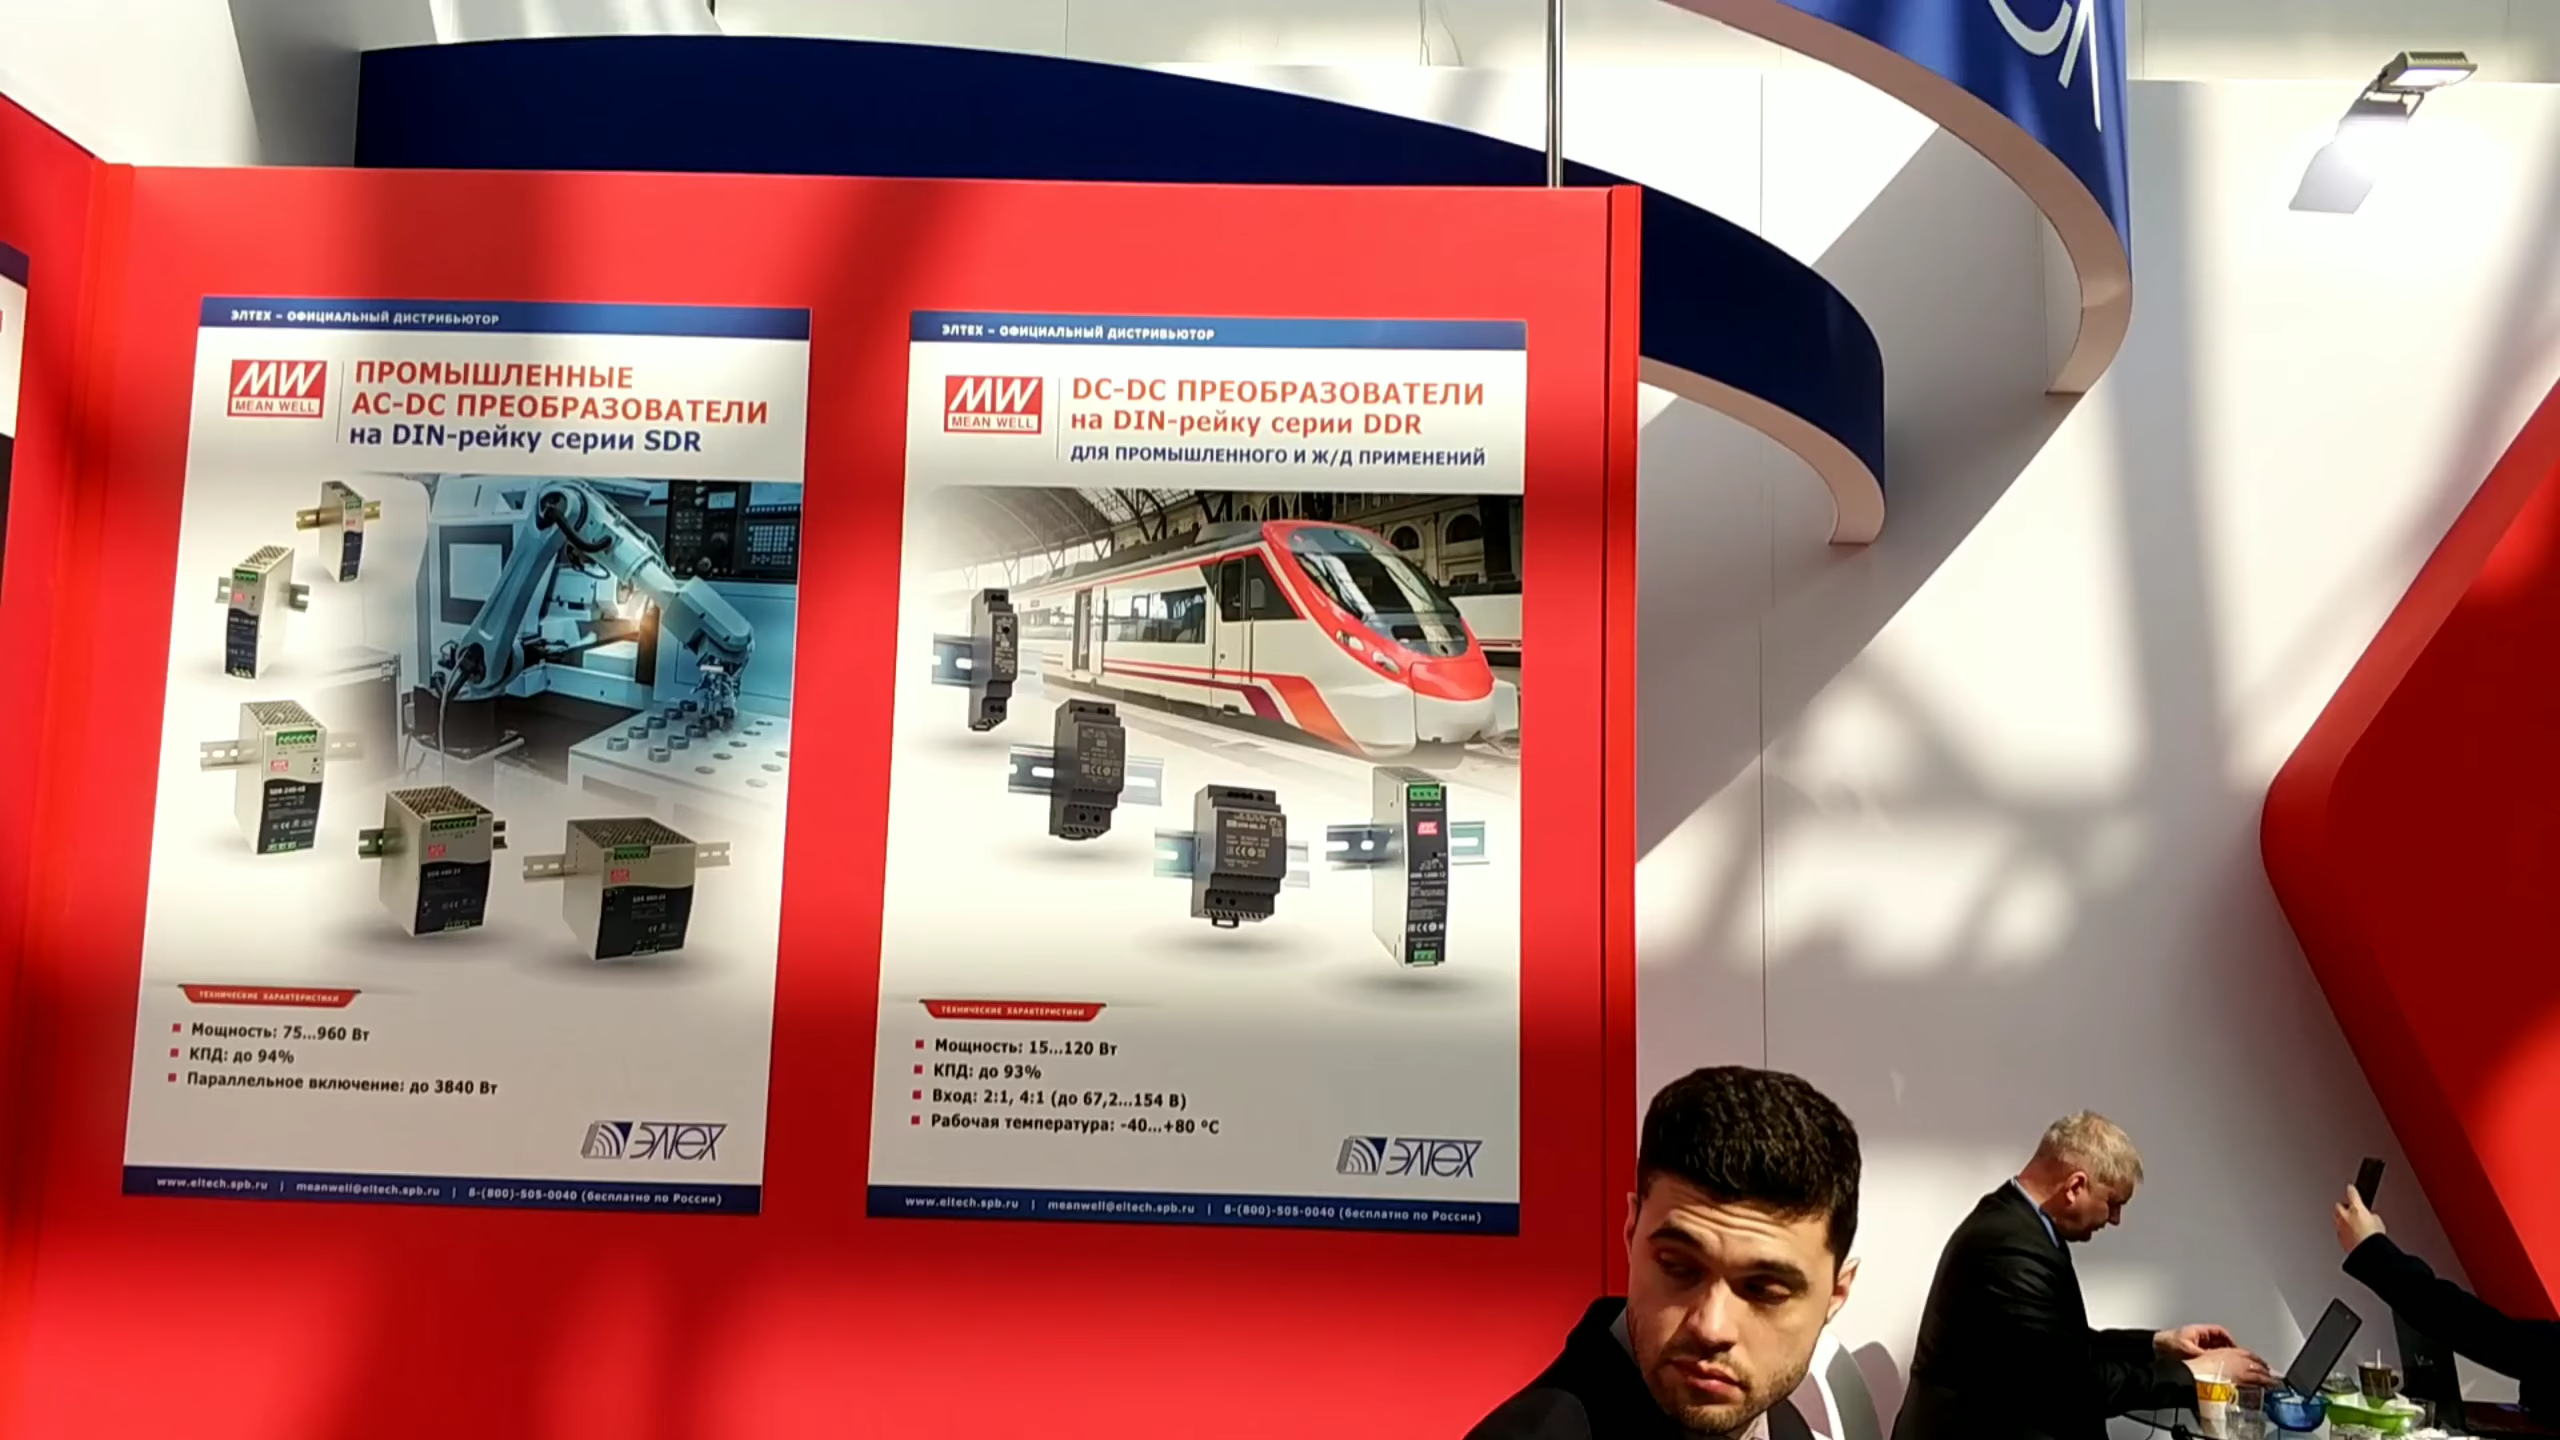 ЭЛТЕХ – ОФИЦИАЛЬНЫЙ ДИСТРИБЬЮТОР
MW
MEAN WELL
ПРОМЫШЛЕННЫЕ
AC-DC ПРЕОБРАЗОВАТЕЛИ
на DIN-рейку серии SDR
ТЕХНИЧЕСКИЕ ХАРАКТЕРИСТИКИ
Мощность: 75...960 Вт
КПД: до 94%
Параллельное включение: до 3840 Вт
ЭЛТЕХ
www.eltech.spb.ru | meanwell@eltech.spb.ru | 8-(800)-505-0040 (бесплатно по России)
ЭЛТЕХ – ОФИЦИАЛЬНЫЙ ДИСТРИБЬЮТОР
MW
MEAN WELL
DC-DC ПРЕОБРАЗОВАТЕЛИ
на DIN-рейку серии DDR
ДЛЯ ПРОМЫШЛЕННОГО И Ж/Д ПРИМЕНЕНИЙ
ТЕХНИЧЕСКИЕ ХАРАКТЕРИСТИКИ
Мощность: 15...120 Вт
КПД: до 93%
Вход: 2:1, 4:1 (до 67,2...154 В)
Рабочая температура: -40...+80 °C
ЭЛТЕХ
www.eltech.spb.ru | meanwell@eltech.spb.ru | 8-(800)-505-0040 (бесплатно по России)